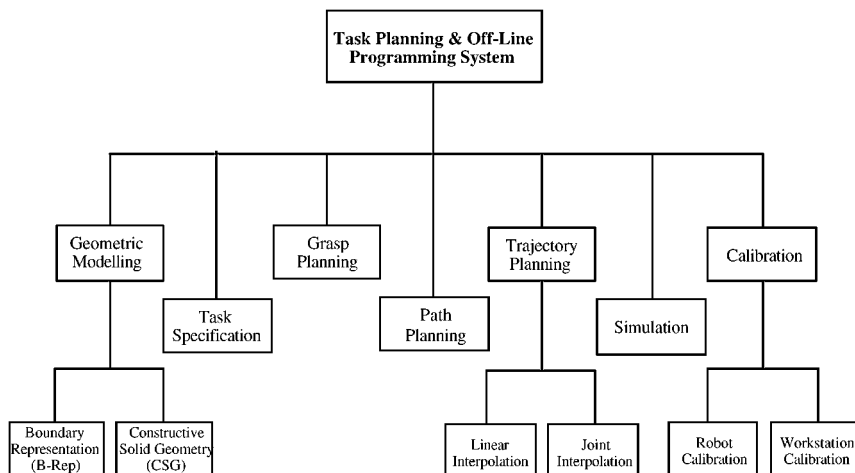 Task Planning & Off-Line
Programming System
Geometric
Modelling
Grasp
Planning
Trajectory
Planning
Calibration
Task
Specification
Path
Planning
Simulation
Boundary
Representation
(B-Rep)
Constructive
Solid Geometry
(CSG)
Linear
Interpolation
Joint
Interpolation
Robot
Calibration
Workstation
Calibration